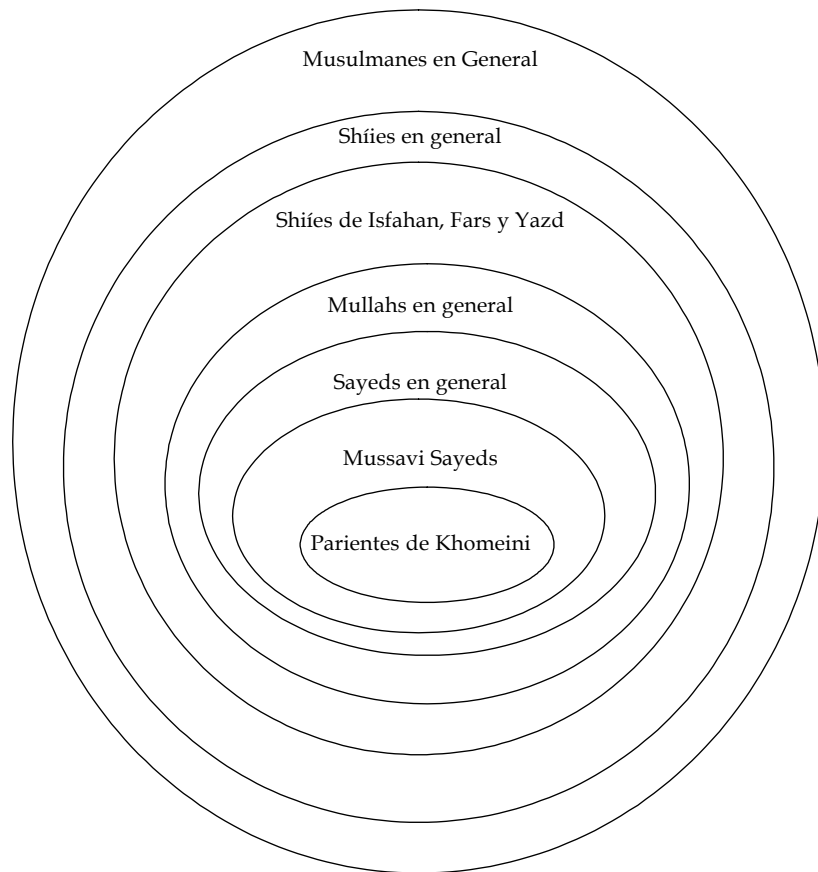 Musulmanes en General
Shíies en general
Shiíes de Isfahan, Fars y Yazd
Mullahs en general
Sayeds en general
Mussavi Sayeds
Parientes de Khomeini